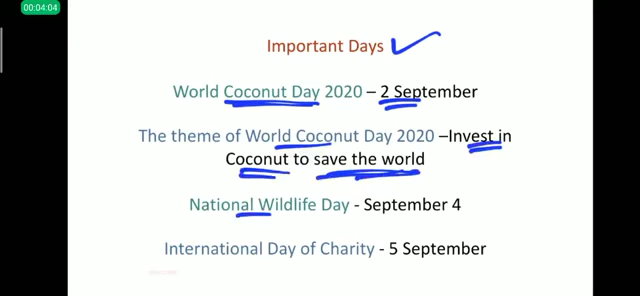 00:04:04
Important Days
World Coconut Day 2020 – 2 September
The theme of World Coconut Day 2020 –Invest in
Coconut to save the world
National Wildlife Day - September 4
International Day of Charity - 5 September